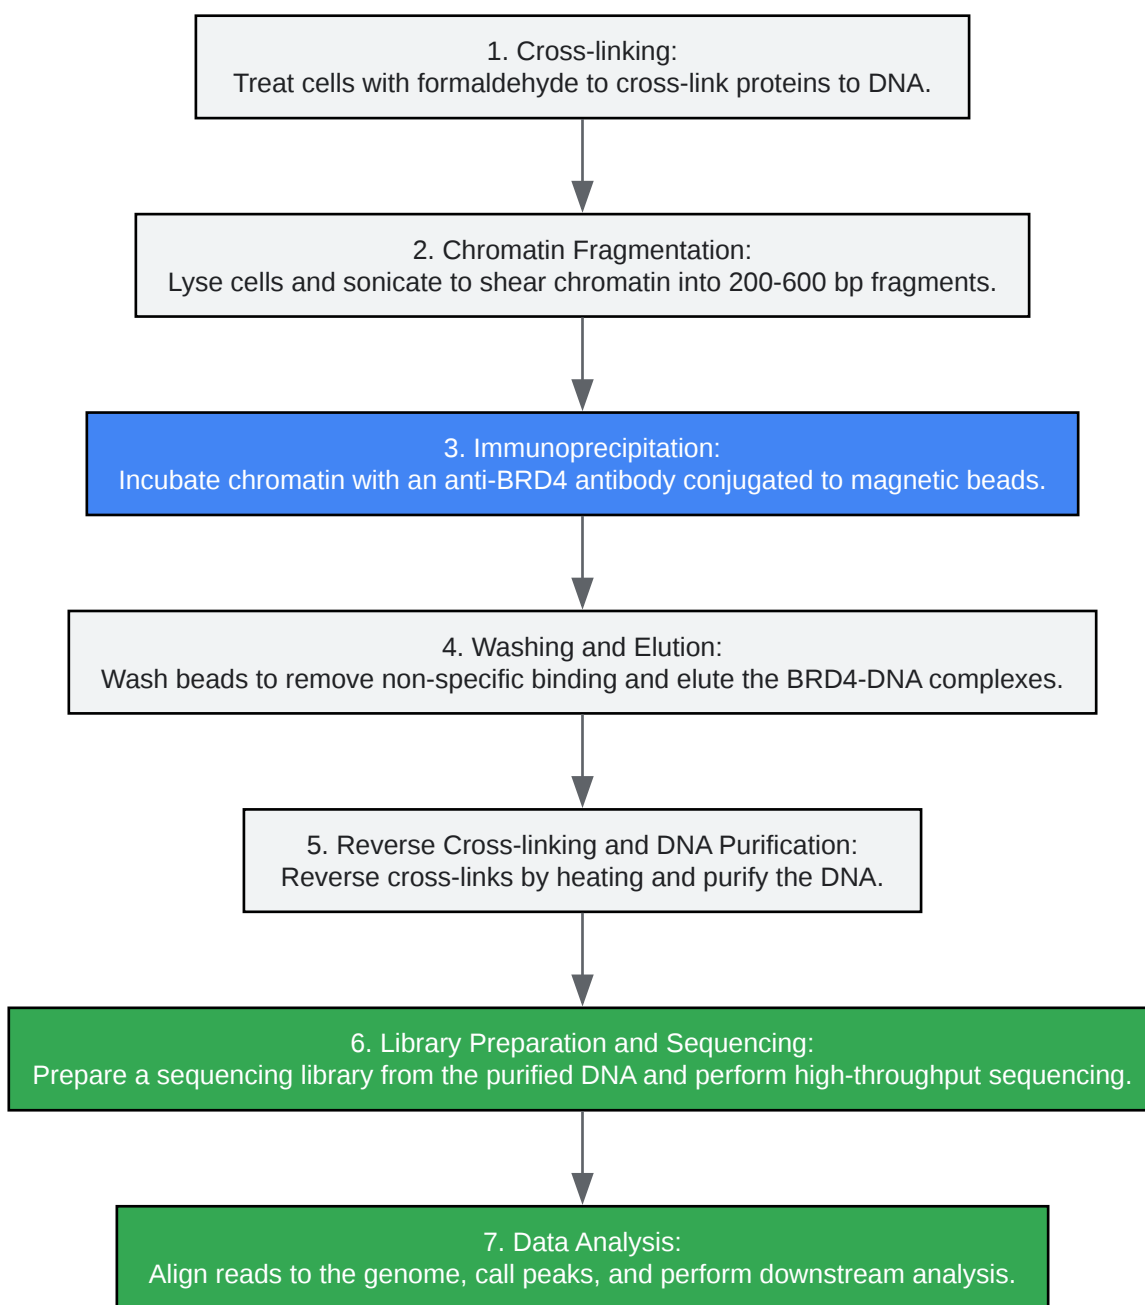 1. Cross-linking:
Treat cells with formaldehyde to cross-link proteins to DNA.
2. Chromatin Fragmentation:
Lyse cells and sonicate to shear chromatin into 200-600 bp fragments.
3. Immunoprecipitation:
Incubate chromatin with an anti-BRD4 antibody conjugated to magnetic beads.
4. Washing and Elution:
Wash beads to remove non-specific binding and elute the BRD4-DNA complexes.
5. Reverse Cross-linking and DNA Purification:
Reverse cross-links by heating and purify the DNA.
6. Library Preparation and Sequencing:
Prepare a sequencing library from the purified DNA and perform high-throughput sequencing.
7. Data Analysis:
Align reads to the genome, call peaks, and perform downstream analysis.